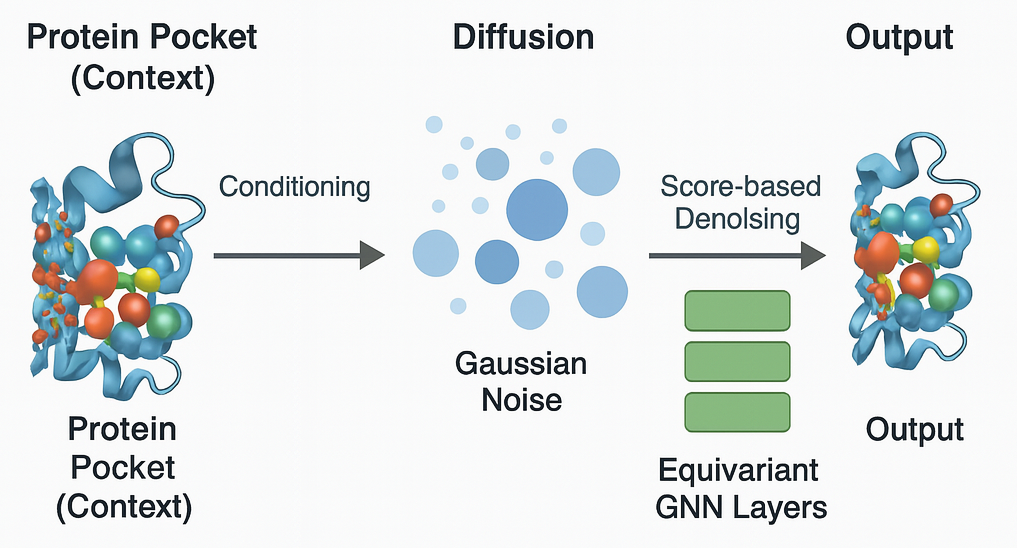 Protein Pocket
(Context)
Diffusion
Output
Conditioning
Score-based
Denolsing
Gaussian
Noise
Protein
Pocket
(Context)
Equivariant
GNN Layers
Output